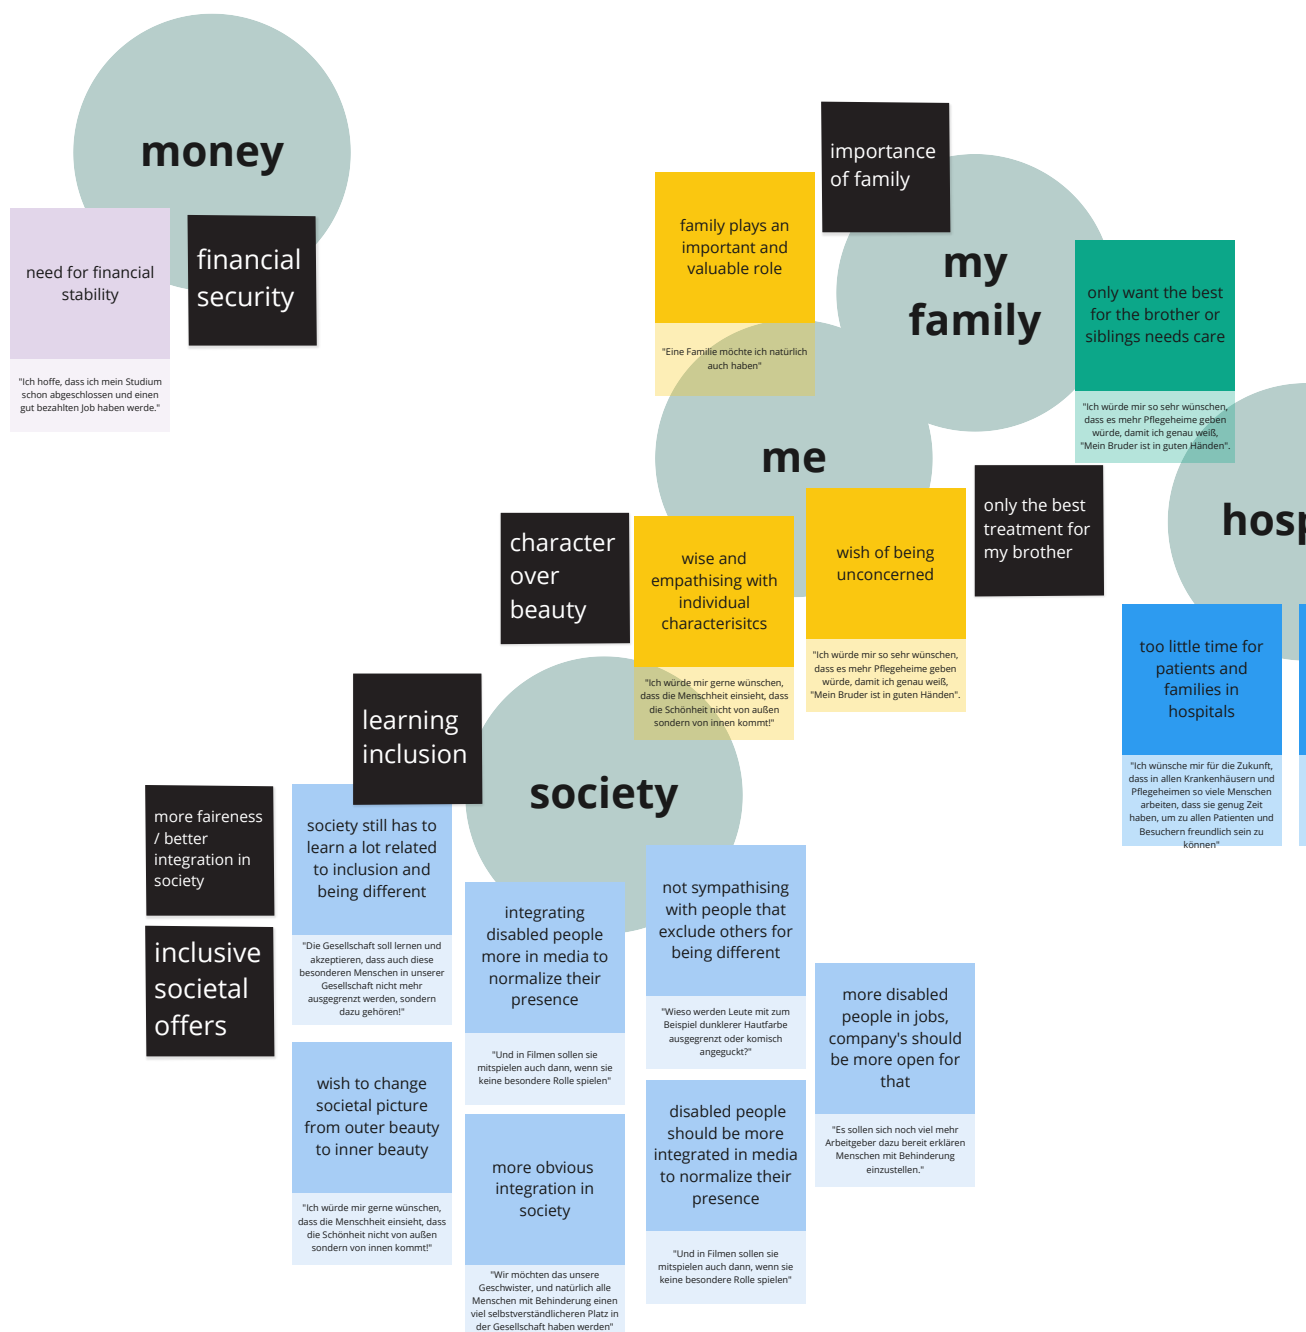 money
need for financial
stability
"Ich hoffe, dass ich mein Studium
schon abgeschlossen und einen
gut bezahlten Job haben werde."
financial
security
importance
of family
my
family
family plays an
important and
valuable role
"Eine Familie möchte ich natürlich
auch haben"
only want the best
for the brother or
siblings needs care
"Ich würde mir so sehr wünschen,
dass es mehr Pflegeheime geben
würde, damit ich genau weiß,
"Mein Bruder ist in guten Händen".
me
character
over
beauty
wise and
empathising with
individual
characterisitcs
"Ich würde mir gerne wünschen,
dass die Menschheit einsieht, dass
die Schönheit nicht von außen
sondern von innen kommt!"
wish of being
unconcerned
"Ich würde mir so sehr wünschen,
dass es mehr Pflegeheime geben
würde, damit ich genau weiß,
"Mein Bruder ist in guten Händen".
only the best
treatment for
my brother
hosp
too little time for
patients and
families in
hospitals
"Ich wünsche mir für die Zukunft,
dass in allen Krankenhäusern und
Pflegeheimen so viele Menschen
arbeiten, dass sie genug Zeit
haben, um zu allen Patienten und
Besuchern freundlich sein zu
können"
learning
inclusion
society
more faireness
/ better
integration in
society
inclusive
societal
offers
society still has to
learn a lot related
to inclusion and
being different
"Die Gesellschaft soll lernen und
akzeptieren, dass auch diese
besonderen Menschen in unserer
Gesellschaft nicht mehr
ausgegrenzt werden, sondern
dazu gehören!"
integrating
disabled people
more in media to
normalize their
presence
"Und in Filmen sollen sie
mitspielen auch dann, wenn sie
keine besondere Rolle spielen"
not sympathising
with people that
exclude others for
being different
"Wieso werden Leute mit zum
Beispiel dunklerer Hautfarbe
ausgegrenzt oder komisch
angeguckt?"
more disabled
people in jobs,
company's should
be more open for
that
"Es sollen sich noch viel mehr
Arbeitgeber dazu bereit erklären
Menschen mit Behinderung
einzustellen."
wish to change
societal picture
from outer beauty
to inner beauty
"Ich würde mir gerne wünschen,
dass die Menschheit einsieht, dass
die Schönheit nicht von außen
sondern von innen kommt!"
more obvious
integration in
society
"Wir möchten das unsere
Geschwister, und natürlich alle
Menschen mit Behinderung einen
viel selbstverständlicheren Platz in
der Gesellschaft haben werden"
disabled people
should be more
integrated in media
to normalize their
presence
"Und in Filmen sollen sie
mitspielen auch dann, wenn sie
keine besondere Rolle spielen"